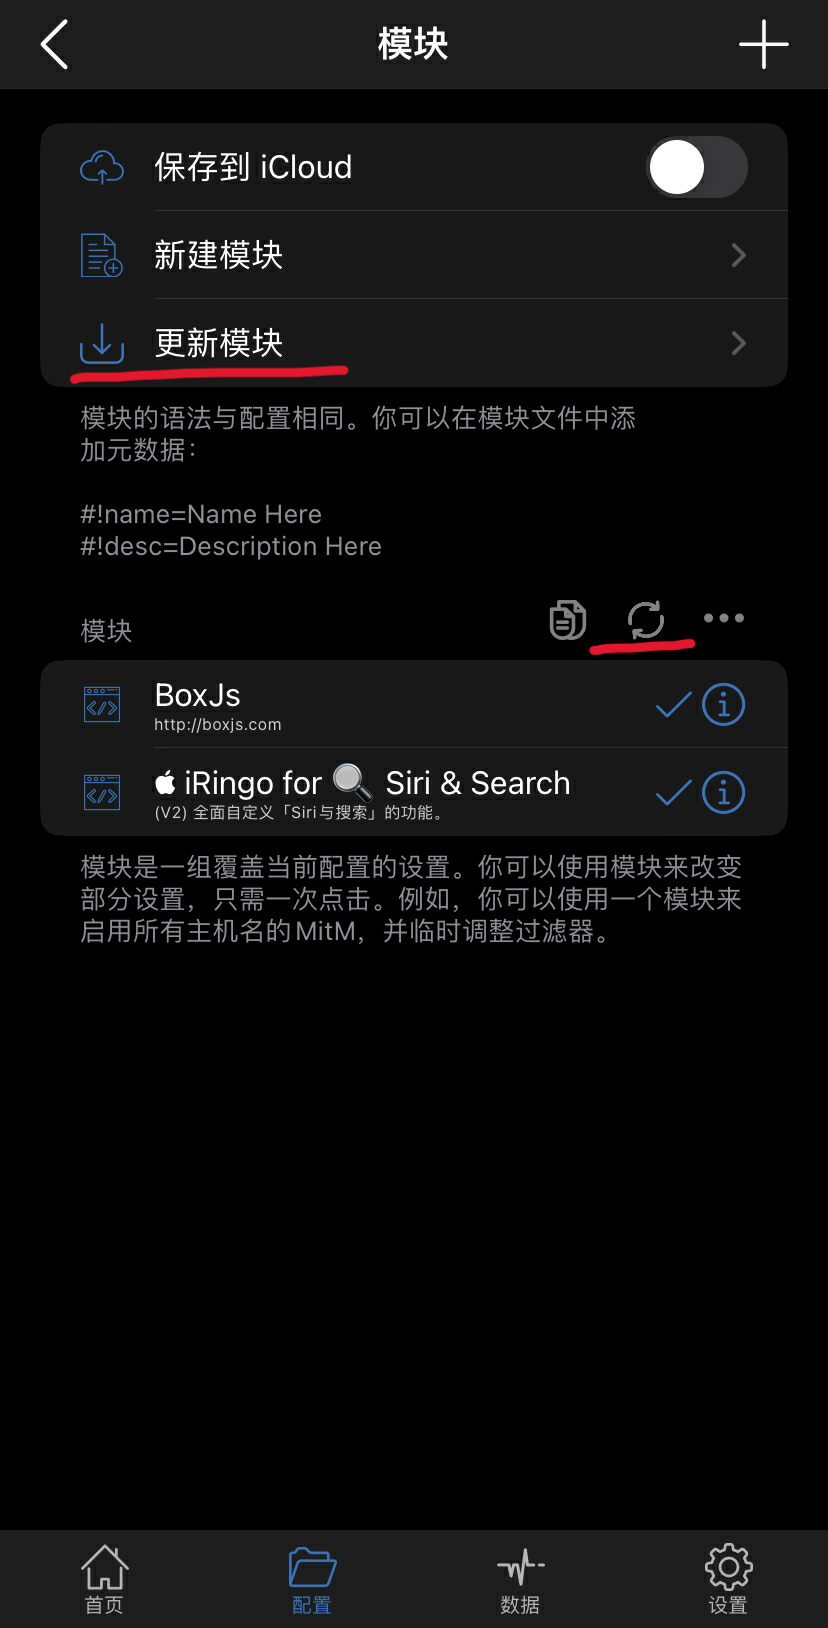 模块
保存到 iCloud
新建模块
更新模块
模块的语法与配置相同。你可以在模块文件中添
加元数据：
#!name=Name Here
#!desc=Description Here
模块
BoxJs
http://boxjs.com
iRingo for 🔍 Siri & Search
(V2) 全面自定义「Siri与搜索」的功能。
模块是一组覆盖当前配置的设置。你可以使用模块来改变
部分设置，只需一次点击。例如，你可以使用一个模块来
启用所有主机名的MitM，并临时调整过滤器。
首页
配置
数据
设置